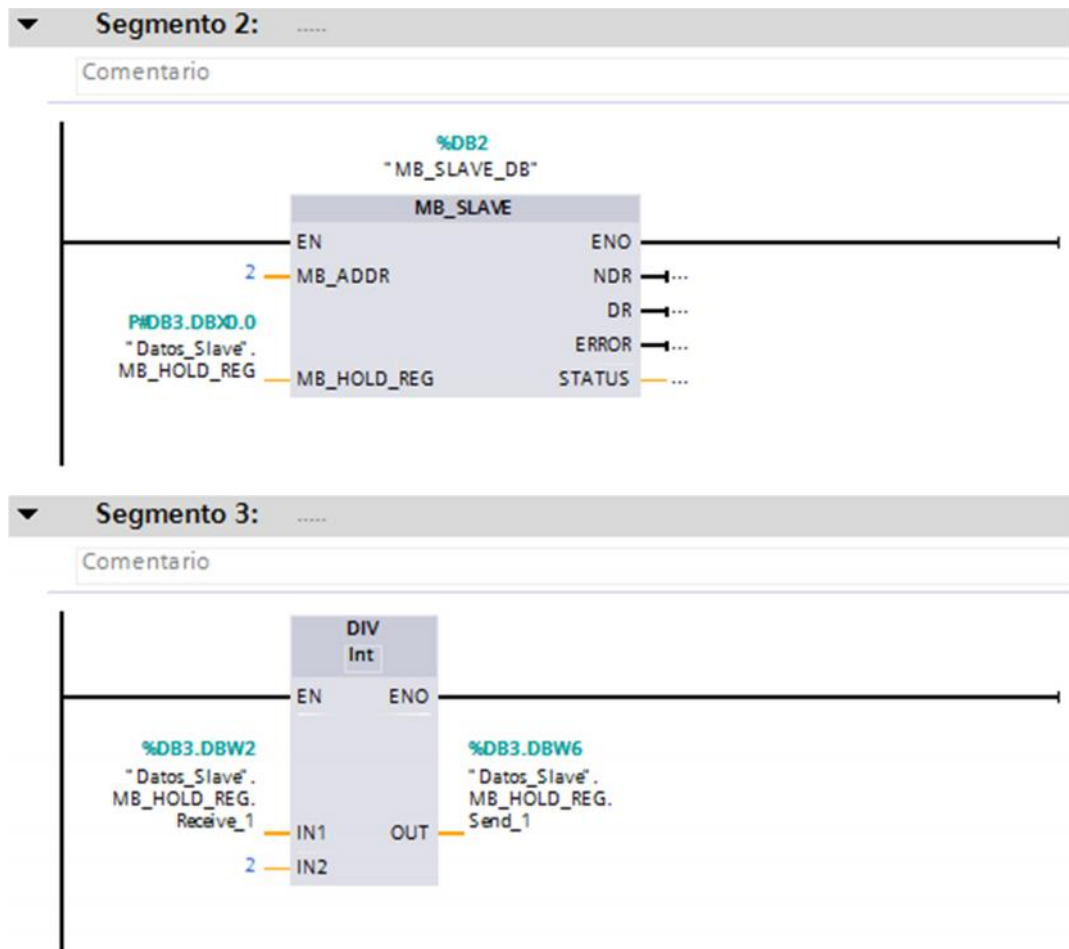 Segmento 2: .....
Comentario
%DB2
"MB_SLAVE_DB"
MB_SLAVE
EN ENO
2 MB_ADDR NDR ...
DR ...
P#DB3.DBX0.0
"Datos_Slave".
MB_HOLD_REG
ERROR ...
MB_HOLD_REG STATUS ...
Segmento 3: .....
Comentario
DIV
Int
EN ENO
%DB3.DBW2
"Datos_Slave".
MB_HOLD_REG.
Receive_1
IN1 OUT
%DB3.DBW6
"Datos_Slave".
MB_HOLD_REG.
Send_1
2 IN2